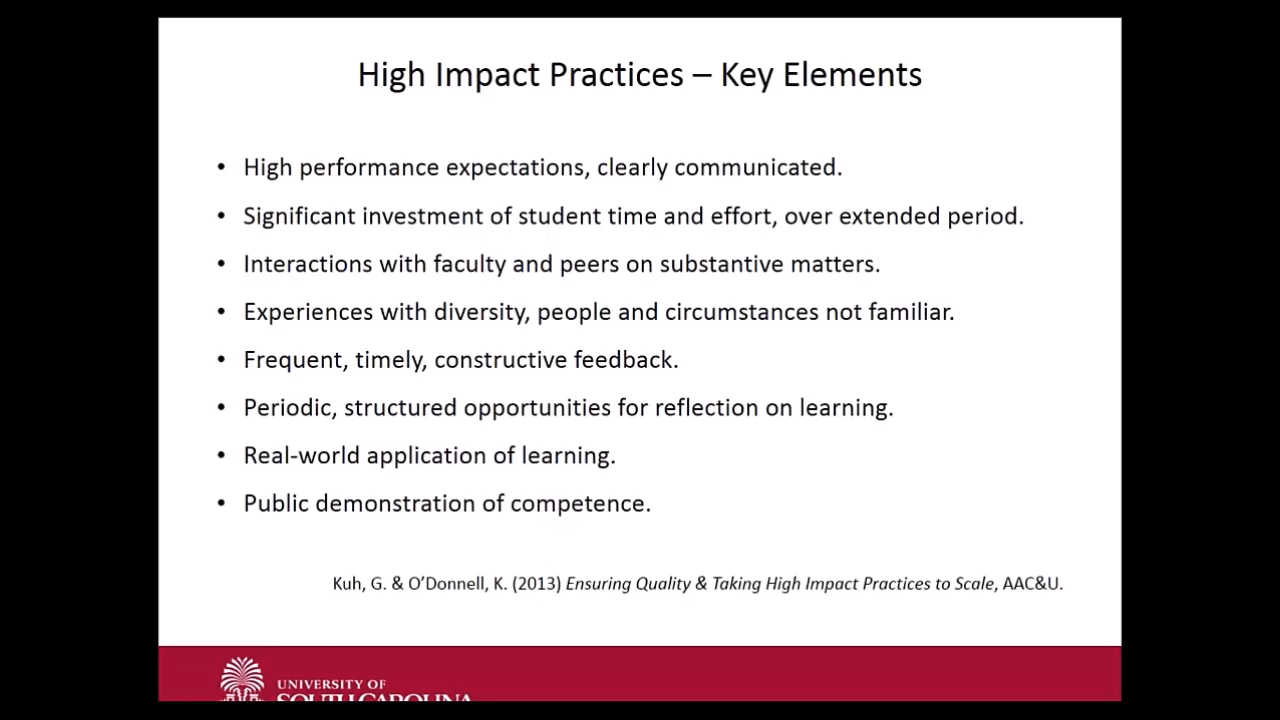 High Impact Practices – Key Elements
• High performance expectations, clearly communicated.
• Significant investment of student time and effort, over extended period.
• Interactions with faculty and peers on substantive matters.
• Experiences with diversity, people and circumstances not familiar.
• Frequent, timely, constructive feedback.
• Periodic, structured opportunities for reflection on learning.
• Real-world application of learning.
• Public demonstration of competence.
Kuh, G. & O’Donnell, K. (2013) Ensuring Quality & Taking High Impact Practices to Scale, AAC&U.
UNIVERSITY OF
SOUTH CAROLINA